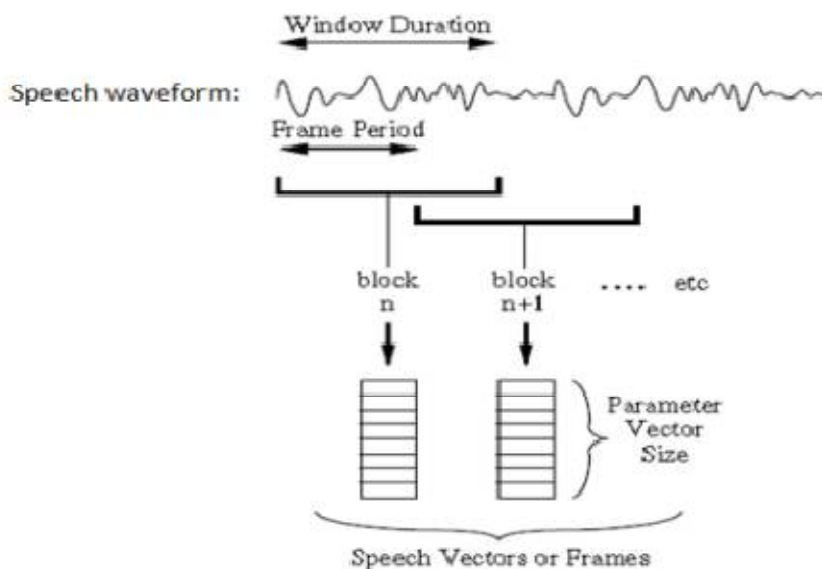 Window Duration
Speech waveform:
Frame Period
block
n
block
n+1
.... etc
Parameter
Vector
Size
Speech Vectors or Frames